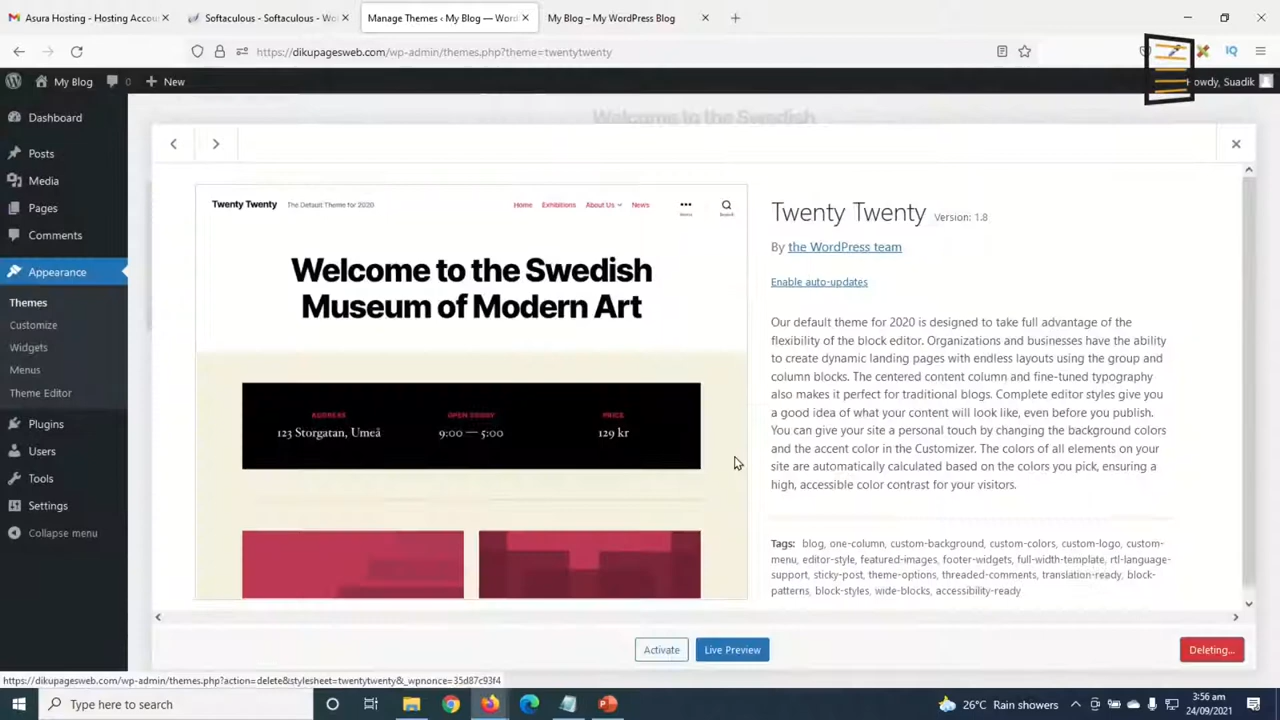 Asura Hosting - Hosting Accou
Softaculous - Softaculous - Wo
Manage Themes ‹ My Blog — Word
My Blog – My WordPress Blog
https://dikupagesweb.com/wp-admin/themes.php?theme=twentytwenty
My Blog
0
New
Howdy, Suadik
Dashboard
Posts
Media
Pages
Comments
Appearance
Themes
Customize
Widgets
Menus
Theme Editor
Plugins
Users
Tools
Settings
Collapse menu
Welcome to the Swedish
Twenty Twenty
The Default Theme for 2020
Home
Exhibitions
About Us
News
Menu
Search
Welcome to the Swedish
Museum of Modern Art
ADDRESS
OPEN TODAY
PRICE
123 Storgatan, Umeå
9:00 — 5:00
129 kr
Twenty Twenty Version: 1.8
By the WordPress team
Enable auto-updates
Our default theme for 2020 is designed to take full advantage of the
flexibility of the block editor. Organizations and businesses have the ability
to create dynamic landing pages with endless layouts using the group and
column blocks. The centered content column and fine-tuned typography
also makes it perfect for traditional blogs. Complete editor styles give you
a good idea of what your content will look like, even before you publish.
You can give your site a personal touch by changing the background colors
and the accent color in the Customizer. The colors of all elements on your
site are automatically calculated based on the colors you pick, ensuring a
high, accessible color contrast for your visitors.
Tags: blog, one-column, custom-background, custom-colors, custom-logo, custom-
menu, editor-style, featured-images, footer-widgets, full-width-template, rtl-language-
support, sticky-post, theme-options, threaded-comments, translation-ready, block-
patterns, block-styles, wide-blocks, accessibility-ready
Activate
Live Preview
Deleting...
https://dikupagesweb.com/wp-admin/themes.php?action=delete&stylesheet=twentytwenty&_wpnonce=35d87c93f4
Type here to search
26°C Rain showers
3:56 am
24/09/2021